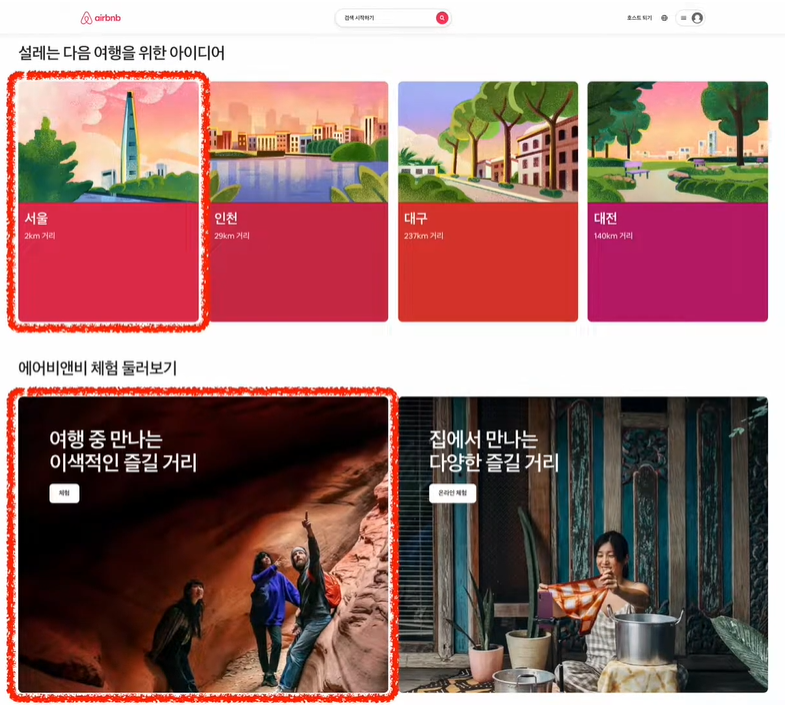 airbnb
검색 시작하기
호스트 되기
설레는 다음 여행을 위한 아이디어
서울
2km 거리
인천
29km 거리
대구
237km 거리
대전
140km 거리
에어비앤비 체험 둘러보기
여행 중 만나는
이색적인 즐길 거리
체험
집에서 만나는
다양한 즐길 거리
온라인 체험